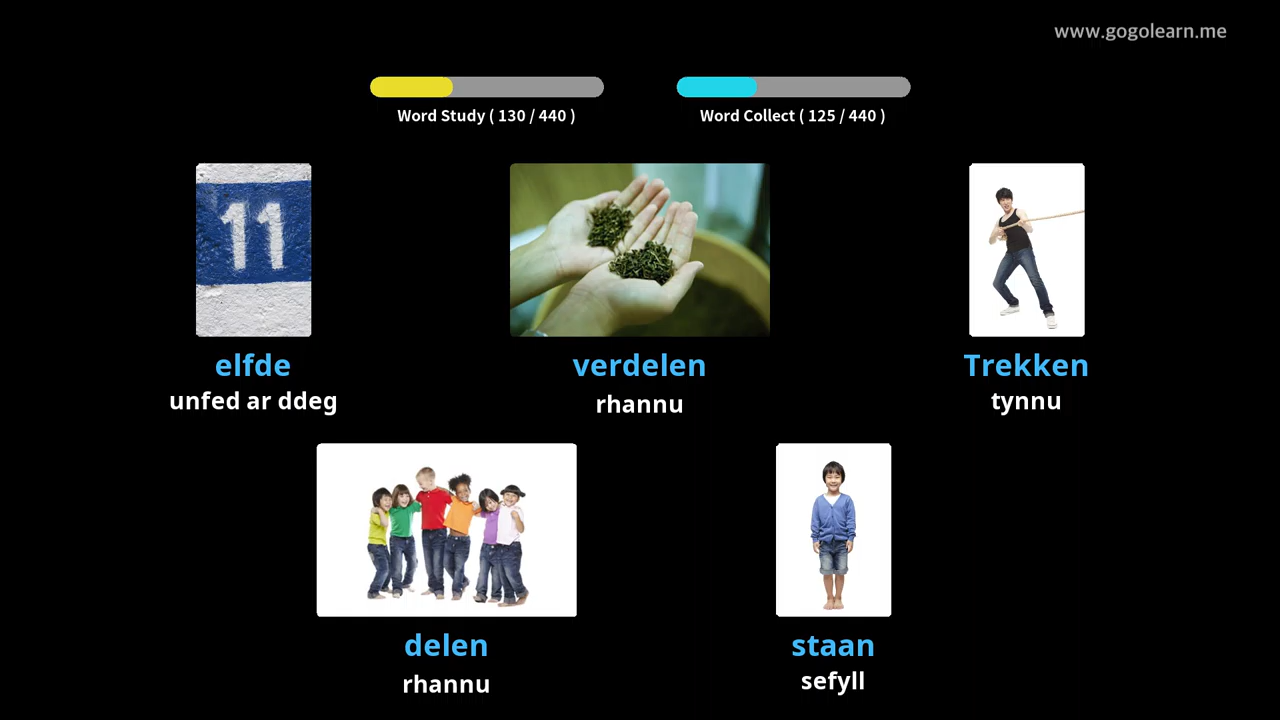 www.gogolearn.me
Word Study ( 130 / 440 )
Word Collect ( 125 / 440 )
11
elfde
unfed ar ddeg
verdelen
rhannu
Trekken
tynnu
delen
rhannu
staan
sefyll